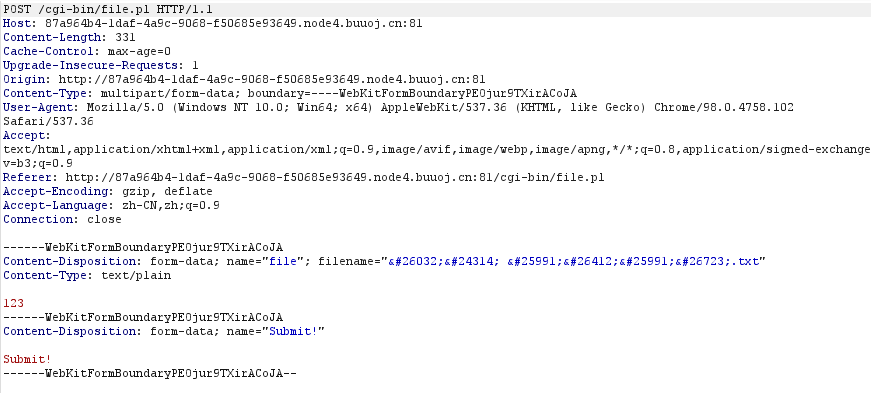 POST /cgi-bin/file.pl HTTP/1.1
Host: 87a964b4-1daf-4a9c-9068-f50685e93649.node4.buuoj.cn:81
Content-Length: 331
Cache-Control: max-age=0
Upgrade-Insecure-Requests: 1
Origin: http://87a964b4-1daf-4a9c-9068-f50685e93649.node4.buuoj.cn:81
Content-Type: multipart/form-data; boundary=----WebKitFormBoundaryPE0jur9TXirACoJA
User-Agent: Mozilla/5.0 (Windows NT 10.0; Win64; x64) AppleWebKit/537.36 (KHTML, like Gecko) Chrome/98.0.4758.102
Safari/537.36
Accept:
text/html,application/xhtml+xml,application/xml;q=0.9,image/avif,image/webp,image/apng,*/*;q=0.8,application/signed-exchange
v=b3;q=0.9
Referer: http://87a964b4-1daf-4a9c-9068-f50685e93649.node4.buuoj.cn:81/cgi-bin/file.pl
Accept-Encoding: gzip, deflate
Accept-Language: zh-CN,zh;q=0.9
Connection: close
------WebKitFormBoundaryPE0jur9TXirACoJA
Content-Disposition: form-data; name="file"; filename="&#26032;&#24314; &#25991;&#26412;&#25991;&#26723;.txt"
Content-Type: text/plain
123
------WebKitFormBoundaryPE0jur9TXirACoJA
Content-Disposition: form-data; name="Submit!"
Submit!
------WebKitFormBoundaryPE0jur9TXirACoJA--